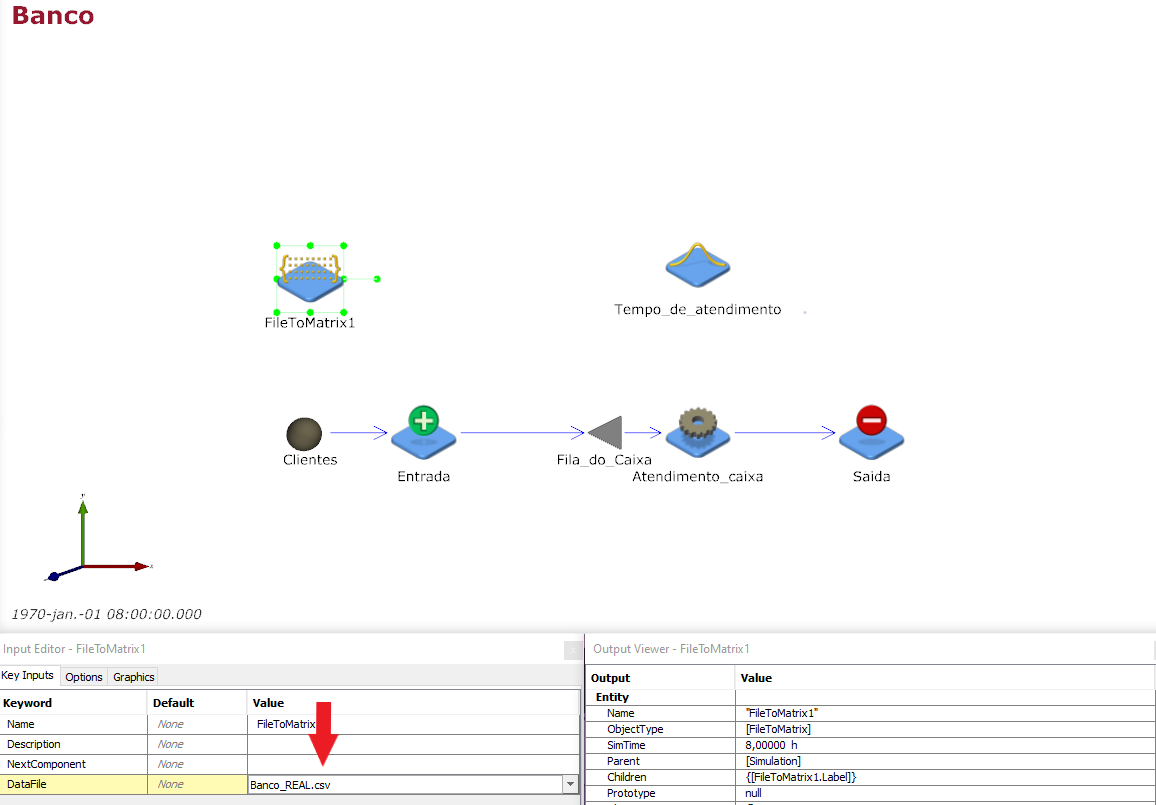 Banco
FileToMatrix1
Tempo_de_atendimento
Clientes
Entrada
Fila_do_Caixa
Atendimento_caixa
Saida
y
x
1970-jan.-01 08:00:00.000
Input Editor - FileToMatrix1
Key Inputs Options Graphics
Keyword Default Value
Name None FileToMatrix
Description None
NextComponent None
DataFile None Banco_REAL.csv
Output Viewer - FileToMatrix1
Output Value
Entity
Name "FileToMatrix1"
ObjectType [FileToMatrix]
SimTime 8,00000 h
Parent [Simulation]
Children {[FileToMatrix1.Label]}
Prototype null